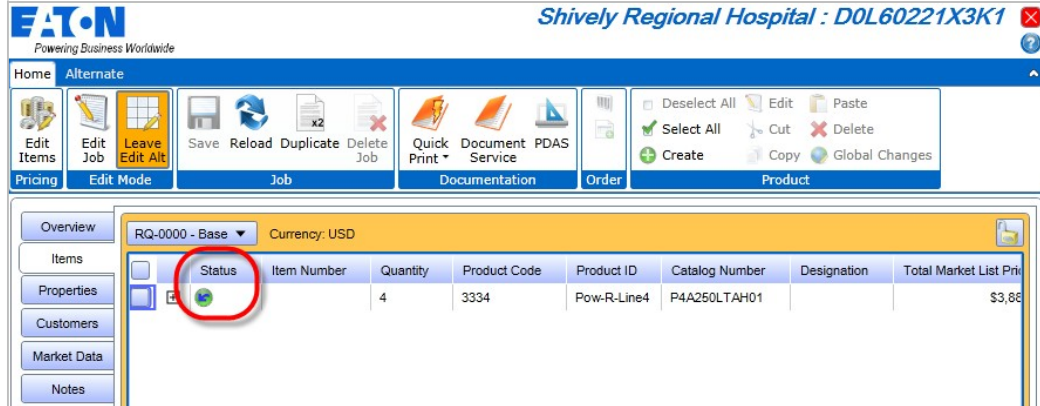 EATON
Powering Business Worldwide
Shively Regional Hospital : D0L60221X3K1
Home Alternate
Edit Items
Edit Job
Leave Edit Alt
Save
Reload
x2
Duplicate
Delete Job
Quick Print
Document Service
PDAS
Deselect All Edit Paste
Select All Cut Delete
Create Copy Global Changes
Pricing Edit Mode Job Documentation Order Product
Overview
Items
Properties
Customers
Market Data
Notes
RQ-0000 - Base Currency: USD
Status Item Number Quantity Product Code Product ID Catalog Number Designation Total Market List Pric
4 3334 Pow-R-Line4 P4A250LTAH01 $3,88